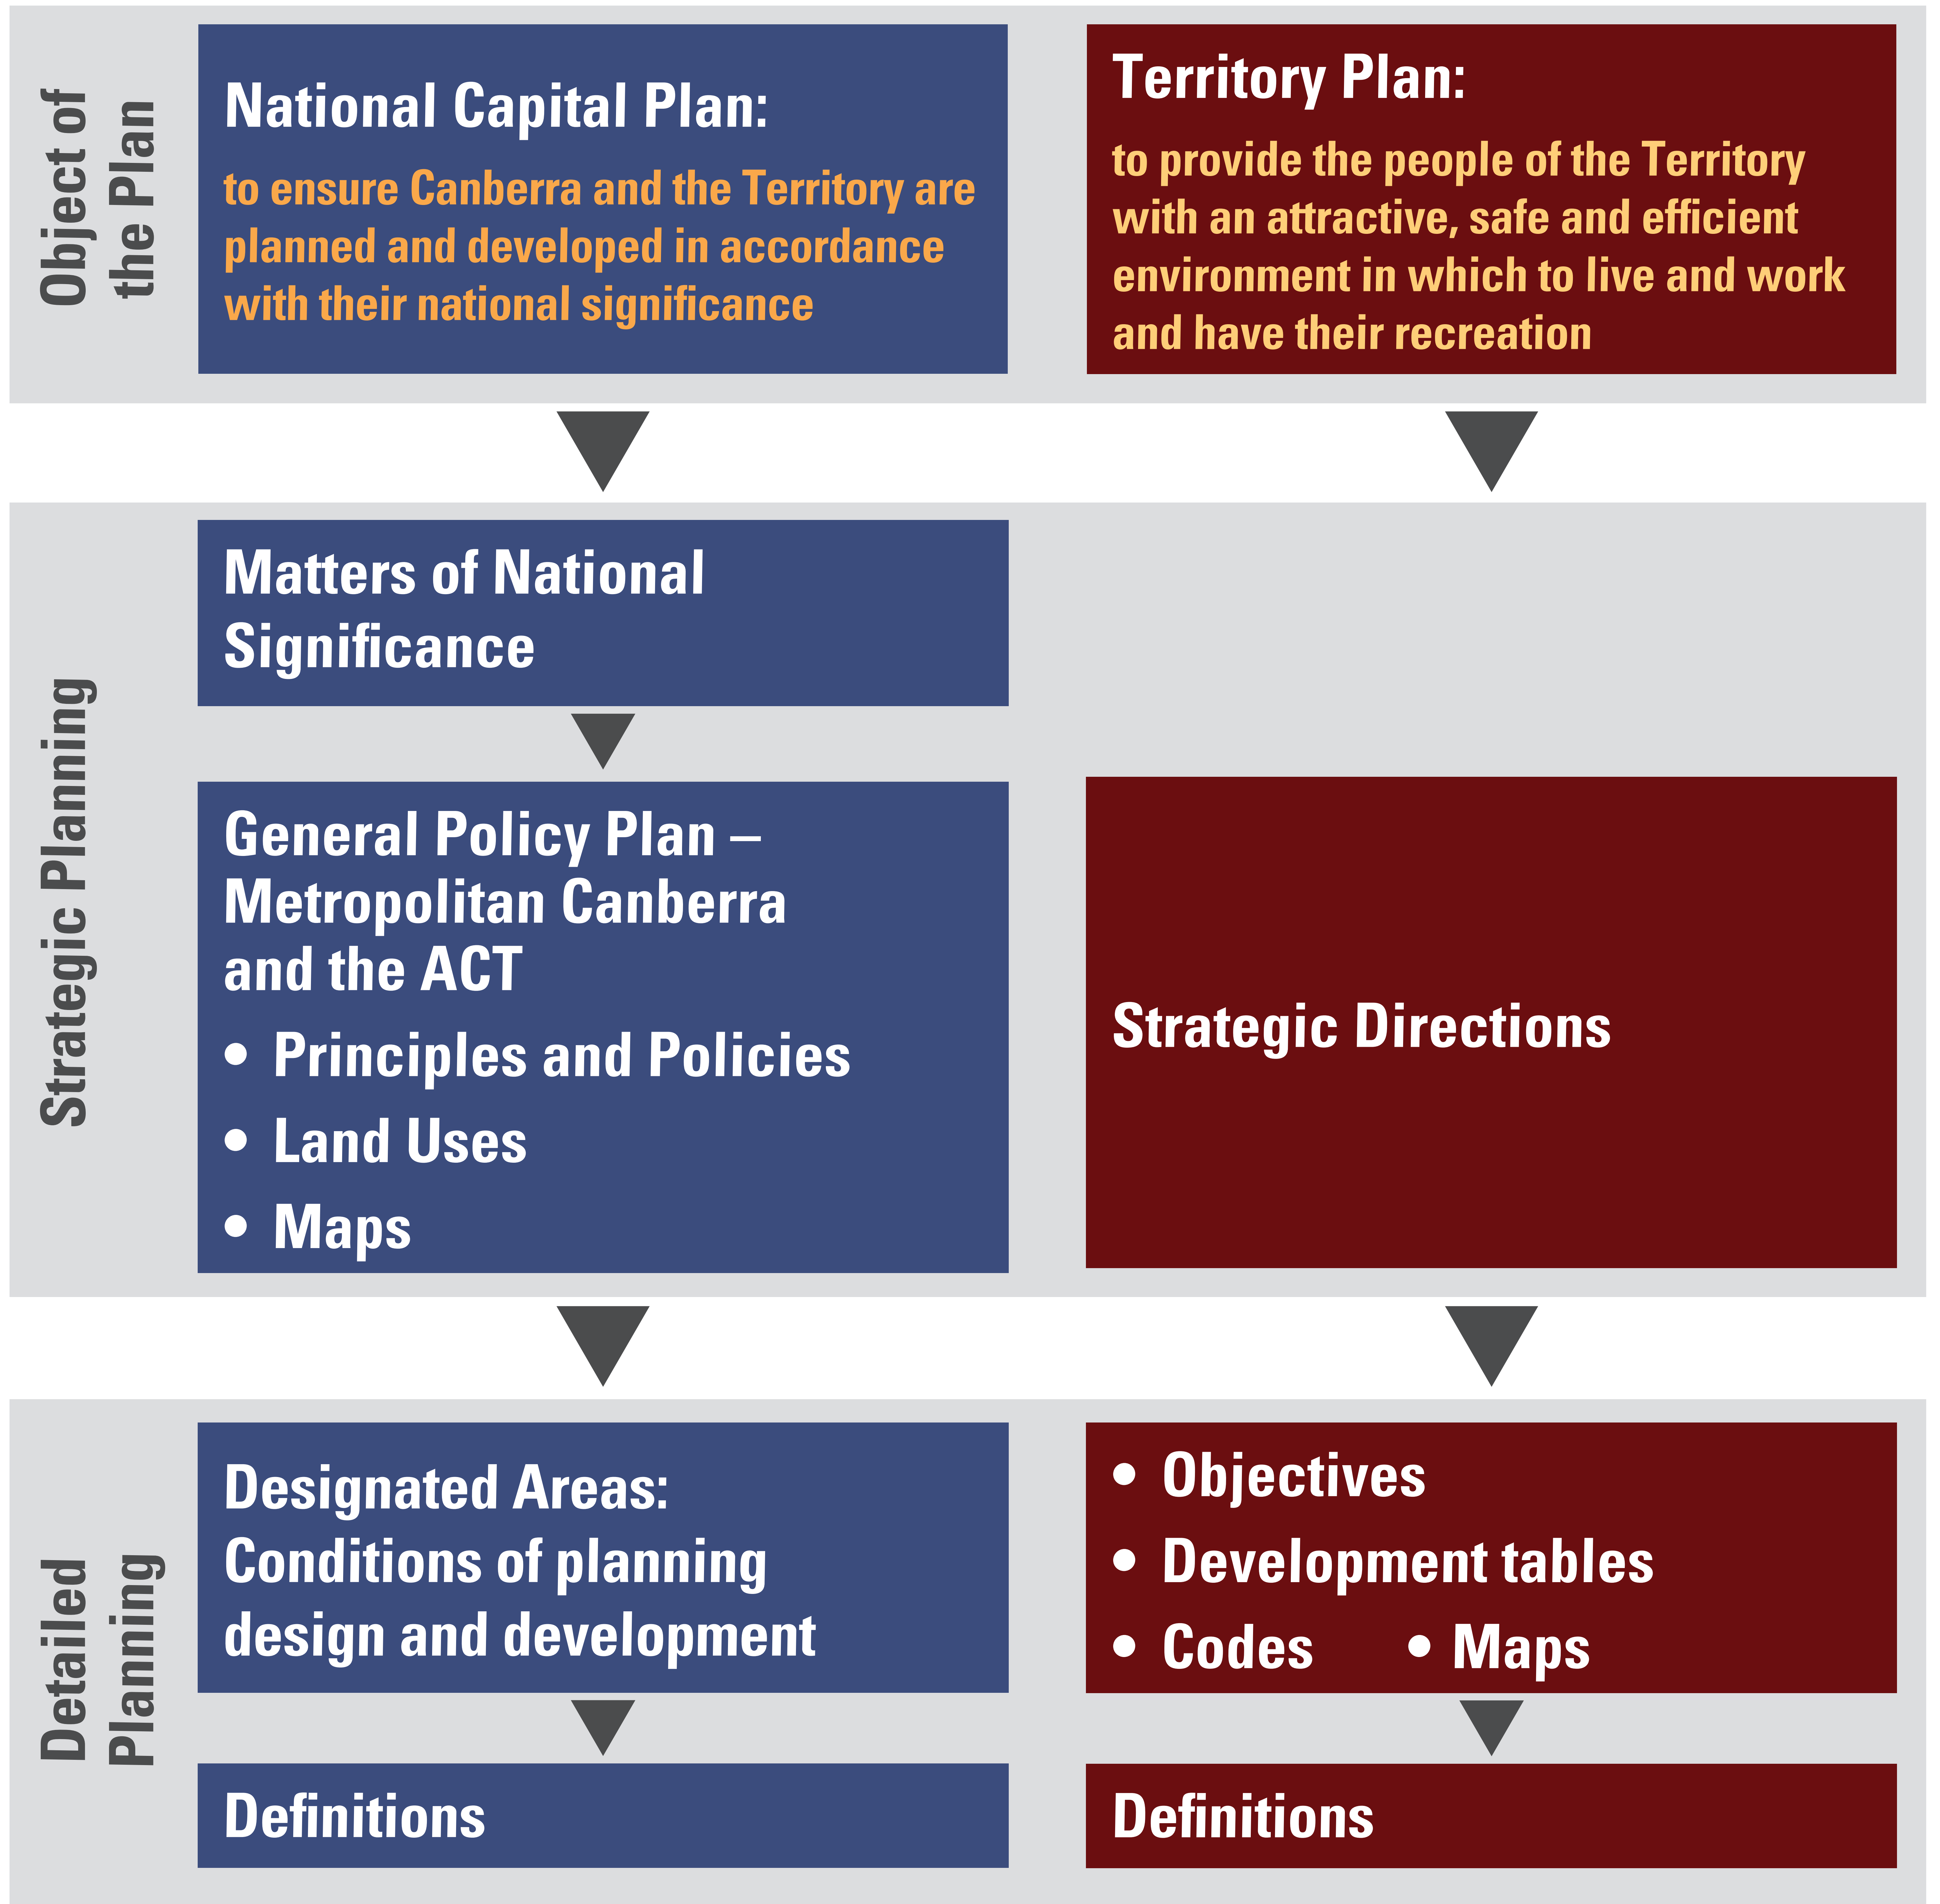 Object of
the Plan
National Capital Plan:
to ensure Canberra and the Territory are
planned and developed in accordance
with their national significance
Territory Plan:
to provide the people of the Territory
with an attractive, safe and efficient
environment in which to live and work
and have their recreation
Strategic Planning
Matters of National
Significance
General Policy Plan –
Metropolitan Canberra
and the ACT
• Principles and Policies
• Land Uses
• Maps
Strategic Directions
Detailed
Planning
Designated Areas:
Conditions of planning
design and development
Definitions
• Objectives
• Development tables
• Codes • Maps
Definitions